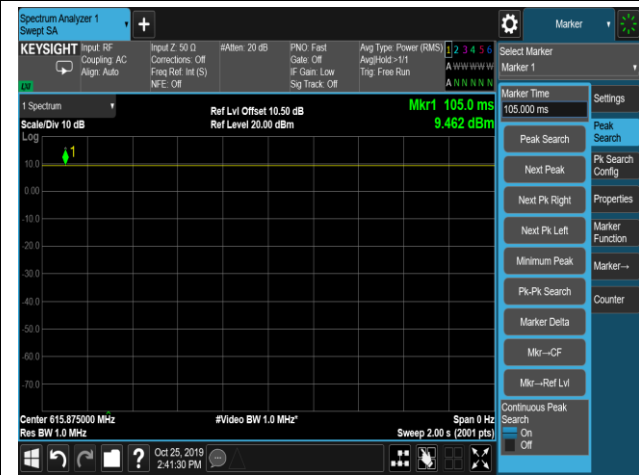 Spectrum Analyzer 1
Swept SA
Marker
KEYSIGHT
Input: RF
Coupling: AC
Align: Auto
Input Z: 50 Ω
Corrections: Off
Freq Ref: Int (S)
NFE: Off
#Atten: 20 dB
PNO: Fast
Gate: Off
IF Gain: Low
Sig Track: Off
Avg Type: Power (RMS)
Avg|Hold:>1/1
Trig: Free Run
1 2 3 4 5 6
A W W W W W
A N N N N N
Select Marker
Marker 1
1 Spectrum
Scale/Div 10 dB
Log
Ref Lvl Offset 10.50 dB
Ref Level 20.00 dBm
Mkr1 105.0 ms
9.462 dBm
1
10.0
0.00
-10.0
-20.0
-30.0
-40.0
-50.0
-60.0
-70.0
Center 615.875000 MHz
Res BW 1.0 MHz
#Video BW 1.0 MHz*
Span 0 Hz
Sweep 2.00 s (2001 pts)
Marker Time
105.000 ms
Peak Search
Next Peak
Next Pk Right
Next Pk Left
Minimum Peak
Pk-Pk Search
Marker Delta
Mkr→CF
Mkr→Ref Lvl
Continuous Peak
Search
On
Off
Settings
Peak
Search
Pk Search
Config
Properties
Marker
Function
Marker→
Counter
Oct 25, 2019
2:41:30 PM